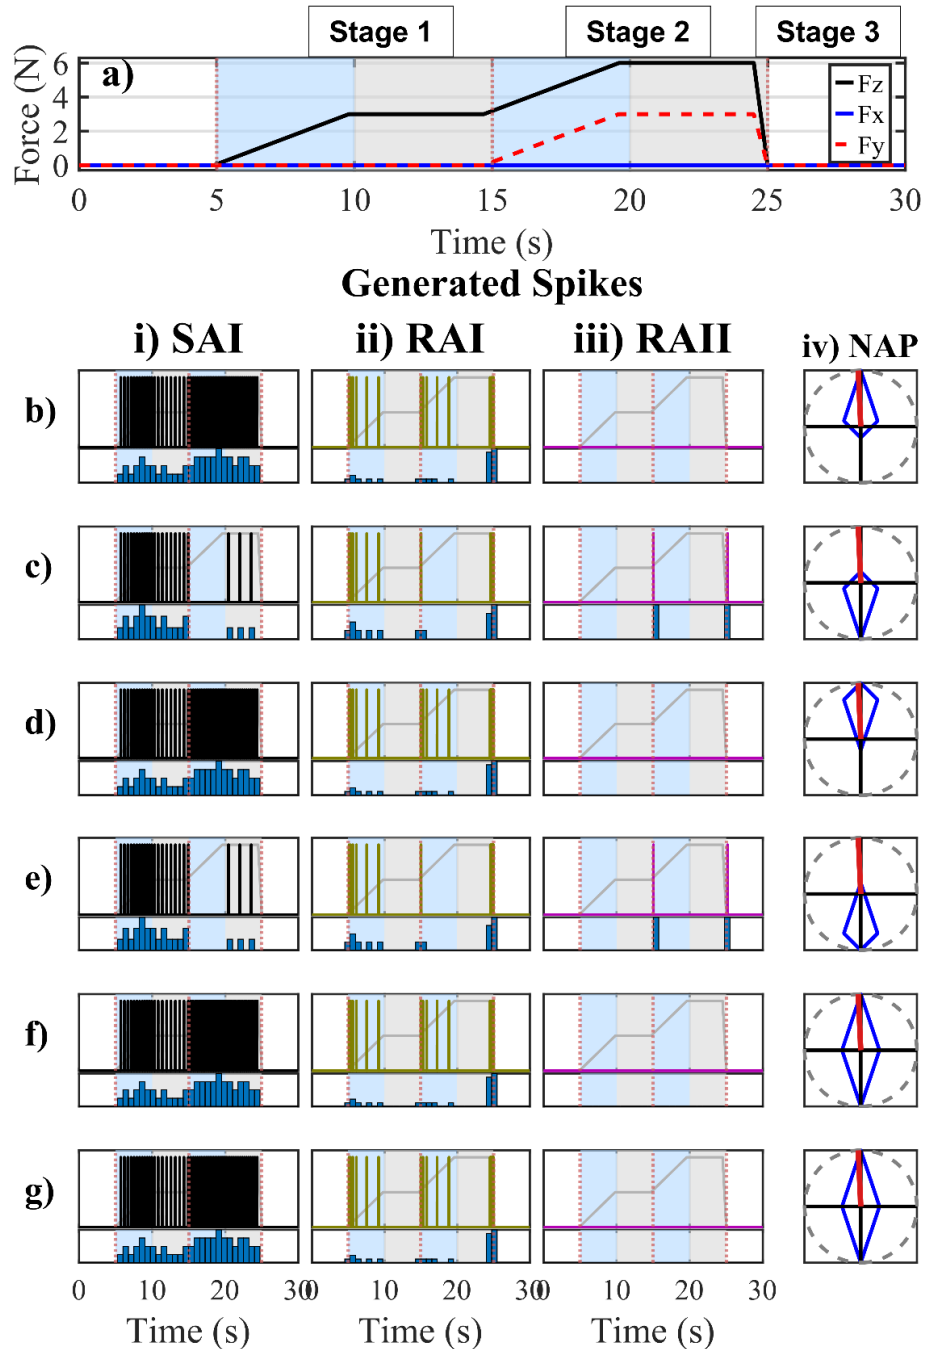 Stage 1 Stage 2 Stage 3
a)
Force (N)
6
4
2
0
Fz
Fx
Fy
0 5 10 15 20 25 30
Time (s)
Generated Spikes
i) SAI ii) RAI iii) RAII iv) NAP
b)
c)
d)
e)
f)
g)
0 10 20 30 0 10 20 30 0 10 20 30
Time (s) Time (s) Time (s)